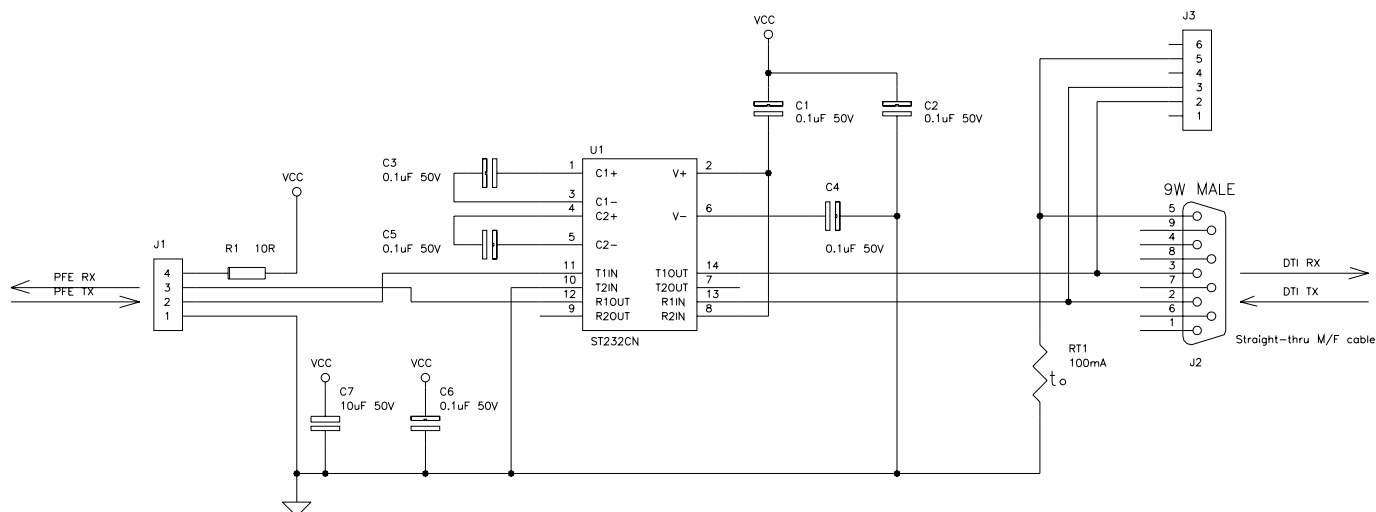 J3
VCC
6
5
4
3
2
1
C1
0.1uF 50V
C2
0.1uF 50V
U1
C3
0.1uF 50V
1 C1+ V+ 2
3 C1-
4 C2+ V- 6
5 C2-
11 T1IN T1OUT 14
10 T2IN T2OUT 7
12 R1OUT R1IN 13
9 R2OUT R2IN 8
ST232CN
C5
0.1uF 50V
C4
0.1uF 50V
VCC
J1
R1 10R
4
3
2
1
PFE RX
PFE TX
9W MALE
5
9
4
8
3
7
2
6
1
J2
DTI RX
DTI TX
Straight-thru M/F cable
RT1
100mA
to
VCC
C7
10uF 50V
VCC
C6
0.1uF 50V